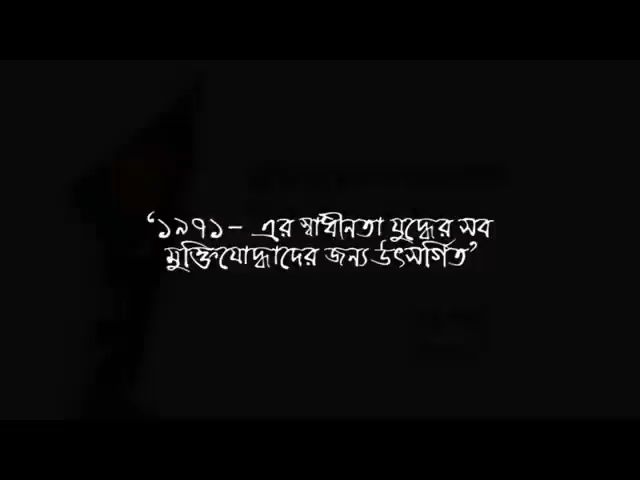 ‘১৯৭১- এর স্বাধীনতা যুদ্ধের সব
মুক্তিযোদ্ধাদের জন্য উৎসর্গিত’